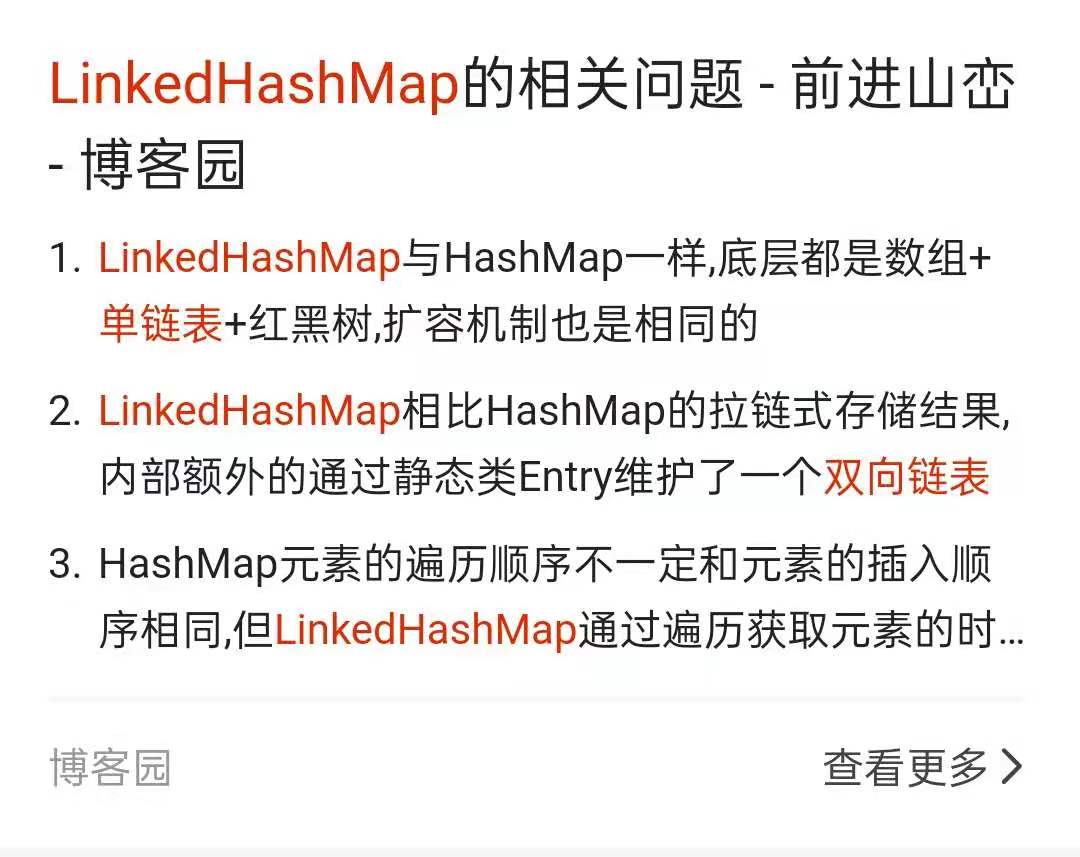 LinkedHashMap的相关问题 - 前进山峦
- 博客园
1. LinkedHashMap与HashMap一样,底层都是数组+
单链表+红黑树,扩容机制也是相同的
2. LinkedHashMap相比HashMap的拉链式存储结果,
内部额外的通过静态类Entry维护了一个双向链表
3. HashMap元素的遍历顺序不一定和元素的插入顺
序相同,但LinkedHashMap通过遍历获取元素的时...
博客园
查看更多